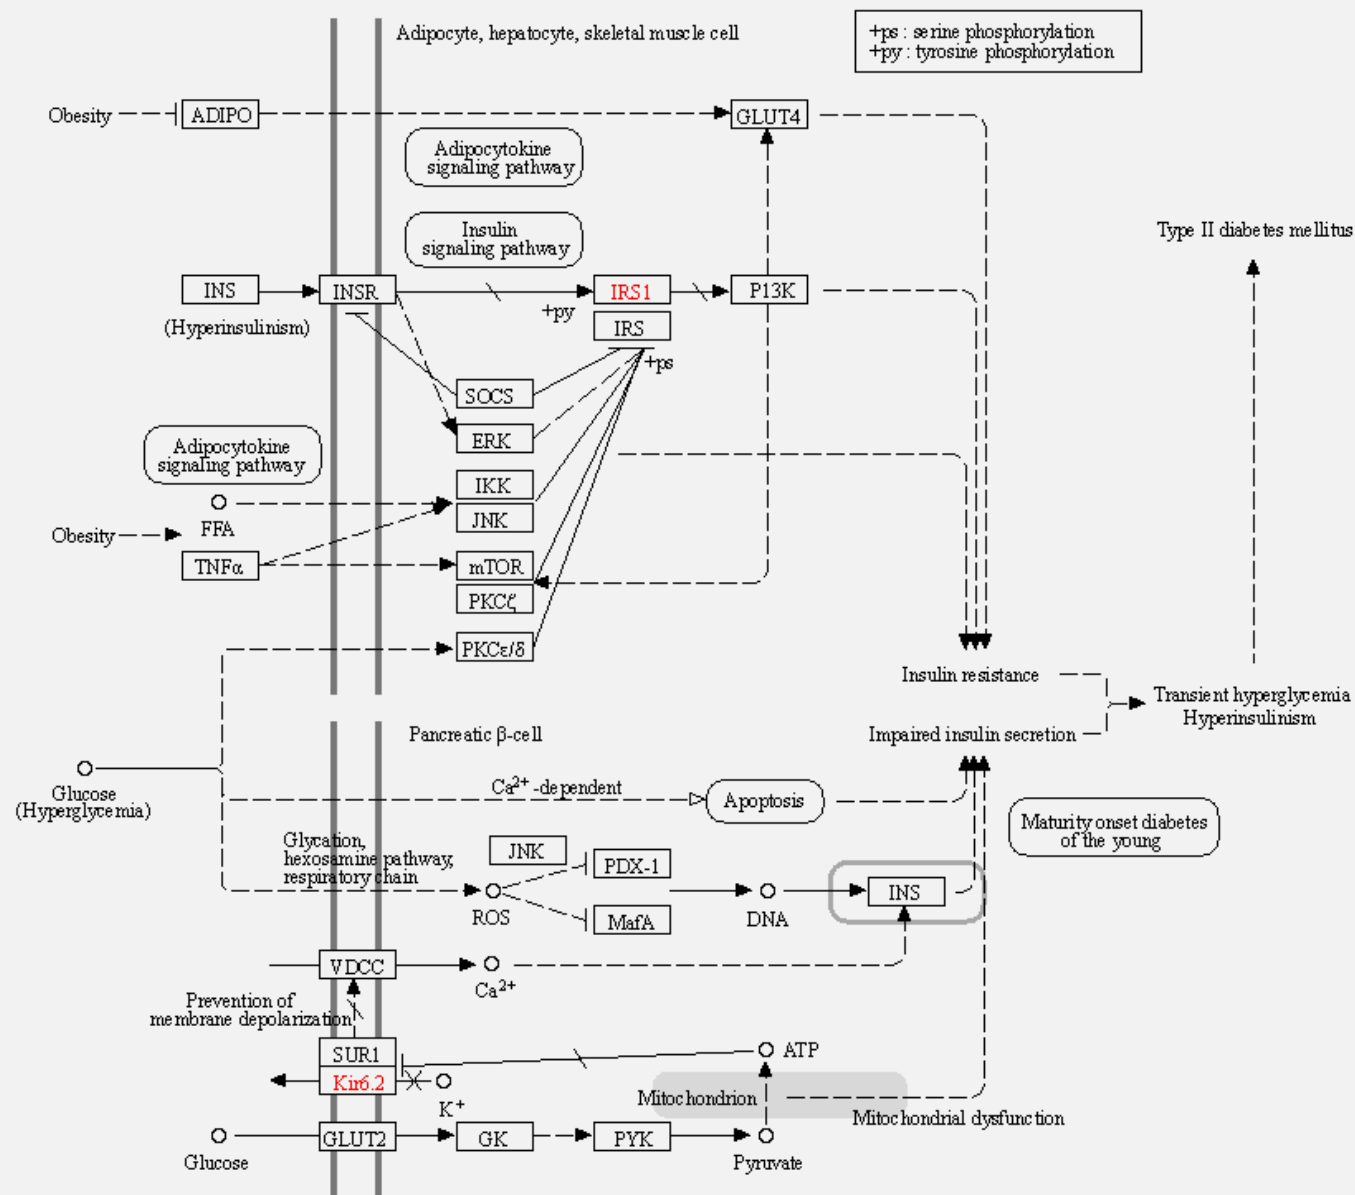 Adipocyte, hepatocyte, skeletal muscle cell
+ps : serine phosphorylation
+py : tyrosine phosphorylation
Obesity
ADIPO
GLUT4
Adipocytokine
signaling pathway
Insulin
signaling pathway
Type II diabetes mellitus
INS
INSR
IRS1
P13K
(Hyperinsulinism)
+py
IRS
+ps
SOCS
ERK
Adipocytokine
signaling pathway
IKK
JNK
FFA
Obesity
TNFα
mTOR
PKCζ
PKCε/δ
Insulin resistance
Transient hyperglycemia
Hyperinsulinism
Impaired insulin secretion
Pancreatic β-cell
Glucose
(Hyperglycemia)
Ca2+ -dependent
Apoptosis
Maturity onset diabetes
of the young
Glycation,
hexosamine pathway,
respiratory chain
JNK
PDX-1
ROS
MafA
DNA
INS
VDCC
Ca2+
Prevention of
membrane depolarization
SUR1
ATP
Kir6.2
K+
Mitochondrion
Mitochondrial dysfunction
Glucose
GLUT2
GK
PYK
Pyruvate